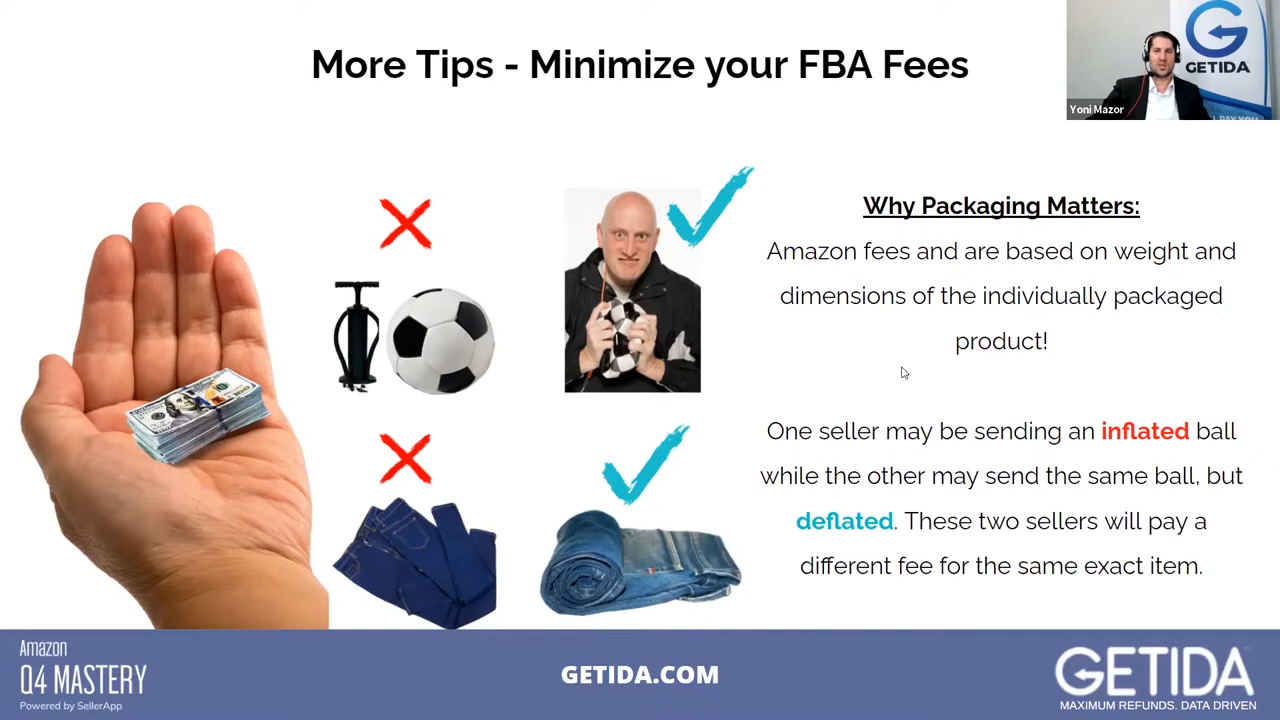 More Tips - Minimize your FBA Fees
GETIDA
Yoni Mazor
Why Packaging Matters:
Amazon fees and are based on weight and
dimensions of the individually packaged
product!
One seller may be sending an inflated ball
while the other may send the same ball, but
deflated. These two sellers will pay a
different fee for the same exact item.
Amazon
Q4 MASTERY
Powered by SellerApp
GETIDA.COM
GETIDA
MAXIMUM REFUNDS. DATA DRIVEN